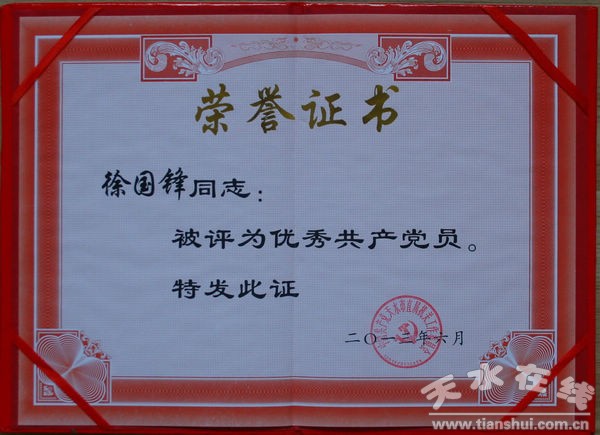 荣誉证书
徐国锋同志：
被评为优秀共产党员。
特发此证
二〇一二年六月
天水在线
www.tianshui.com.cn